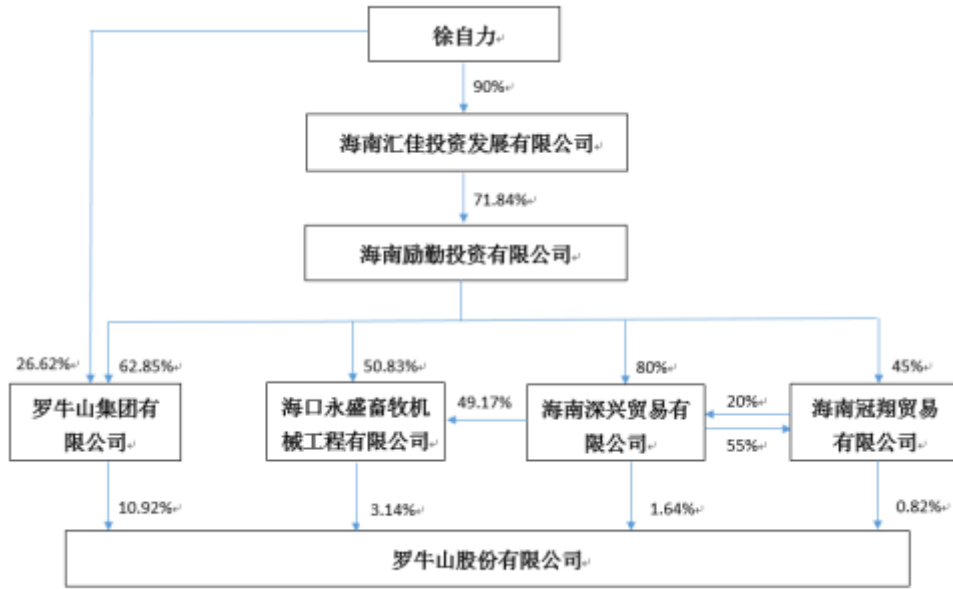 徐自力
90%
海南汇佳投资发展有限公司
71.84%
海南励勤投资有限公司
26.62%
62.85%
50.83%
80%
45%
罗牛山集团有
限公司
海口永盛畜牧机
械工程有限公司
49.17%
海南深兴贸易有
限公司
20%
55%
海南冠翔贸易
有限公司
10.92%
3.14%
1.64%
0.82%
罗牛山股份有限公司